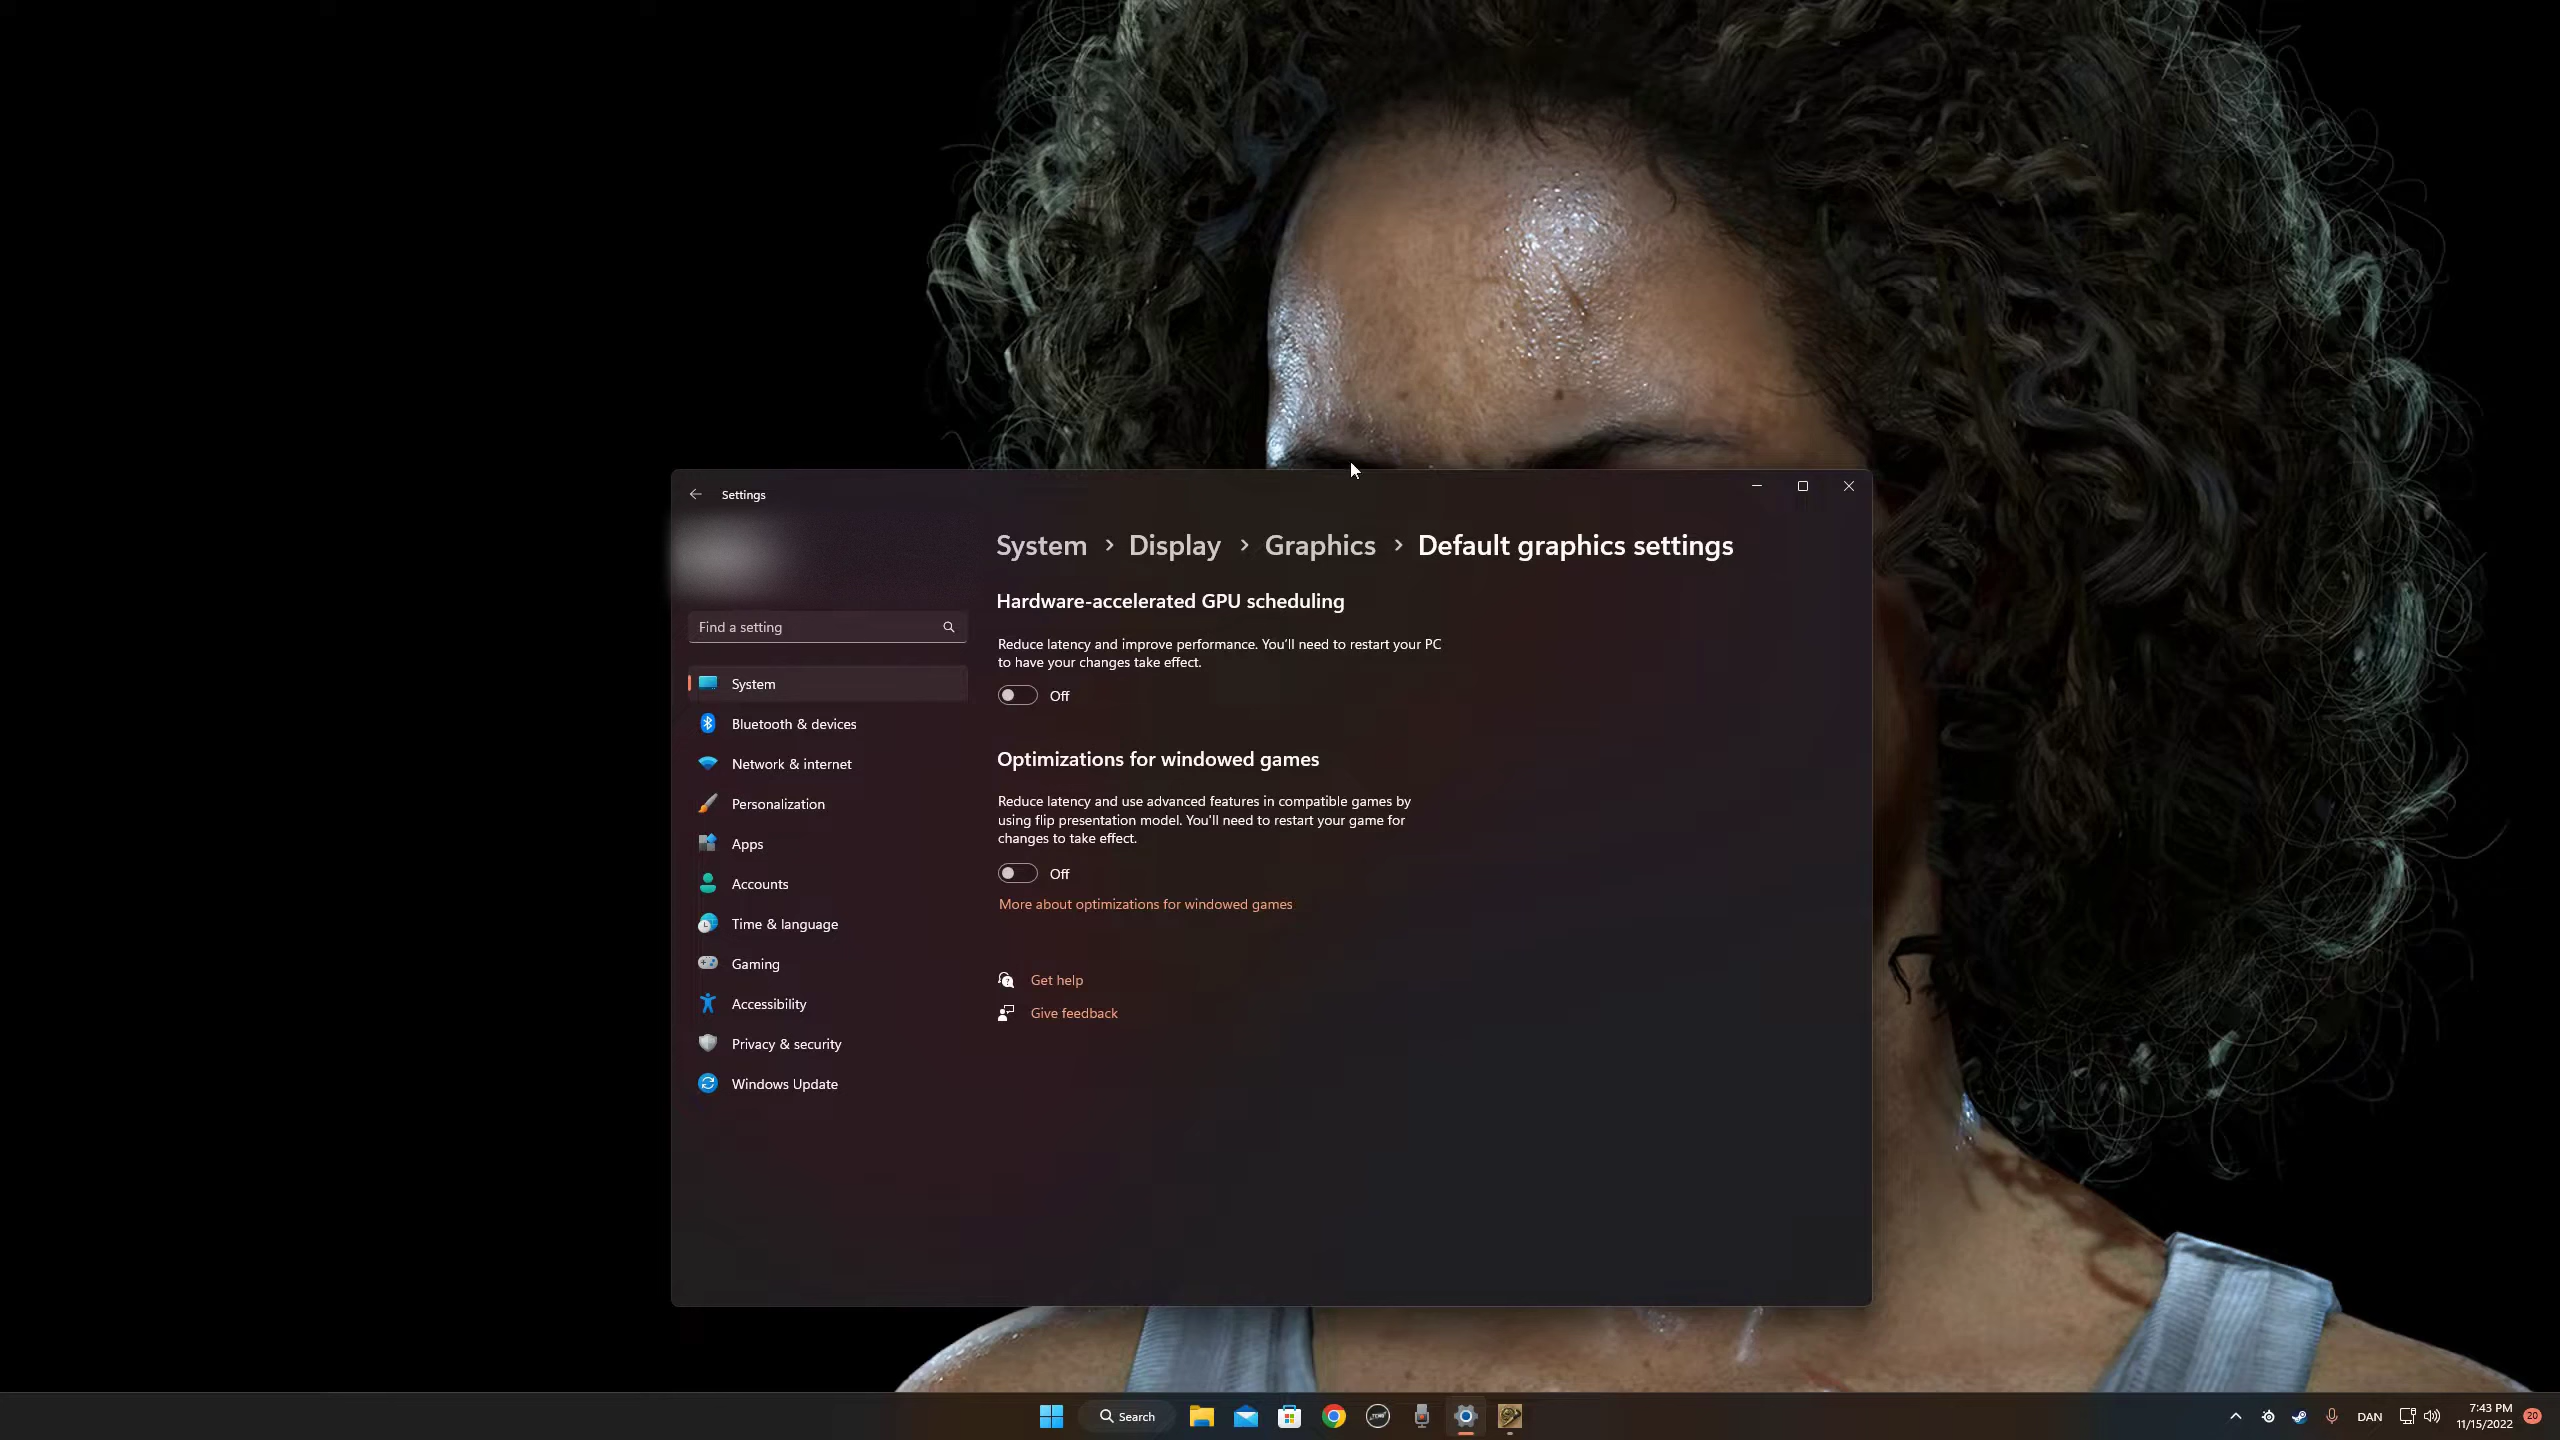 Settings
System > Display > Graphics > Default graphics settings
Find a setting
System
Bluetooth & devices
Network & internet
Personalization
Apps
Accounts
Time & language
Gaming
Accessibility
Privacy & security
Windows Update
Hardware-accelerated GPU scheduling
Reduce latency and improve performance. You'll need to restart your PC
to have your changes take effect.
Off
Optimizations for windowed games
Reduce latency and use advanced features in compatible games by
using flip presentation model. You'll need to restart your game for
changes to take effect.
Off
More about optimizations for windowed games
Get help
Give feedback
Search
DAN
7:43 PM
11/15/2022
20